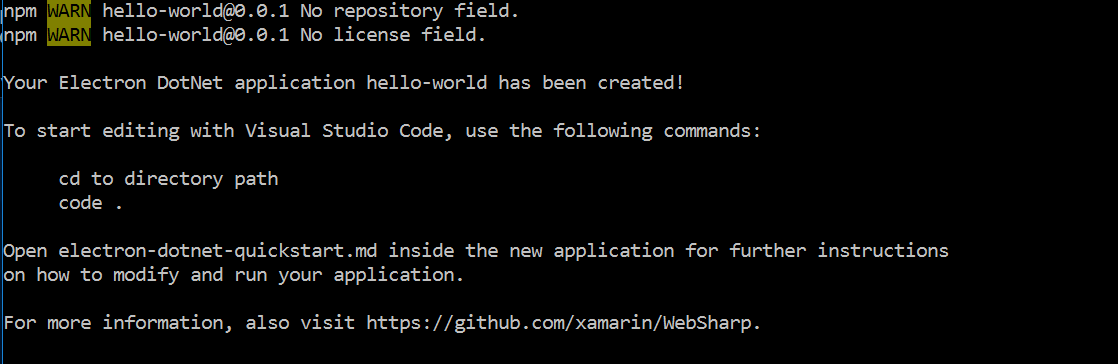 npm WARN hello-world@0.0.1 No repository field.
npm WARN hello-world@0.0.1 No license field.
Your Electron DotNet application hello-world has been created!
To start editing with Visual Studio Code, use the following commands:
cd to directory path
code .
Open electron-dotnet-quickstart.md inside the new application for further instructions
on how to modify and run your application.
For more information, also visit https://github.com/xamarin/WebSharp.